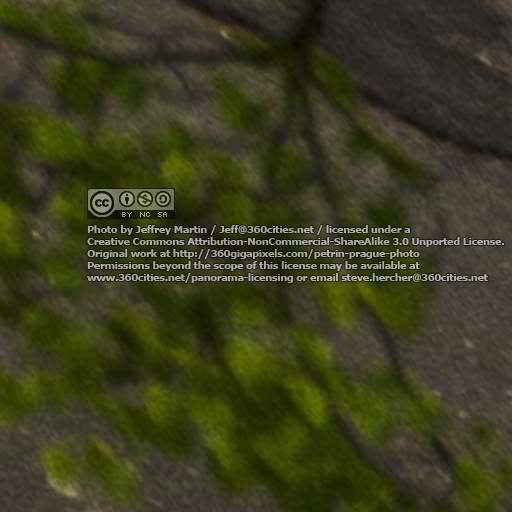 cc
BY NC SA
Photo by Jeffrey Martin / Jeff@360cities.net / licensed under a
Creative Commons Attribution-NonCommercial-ShareAlike 3.0 Unported License.
Original work at http://360gigapixels.com/petrin-prague-photo
Permissions beyond the scope of this license may be available at
www.360cities.net/panorama-licensing or email steve.hercher@360cities.net